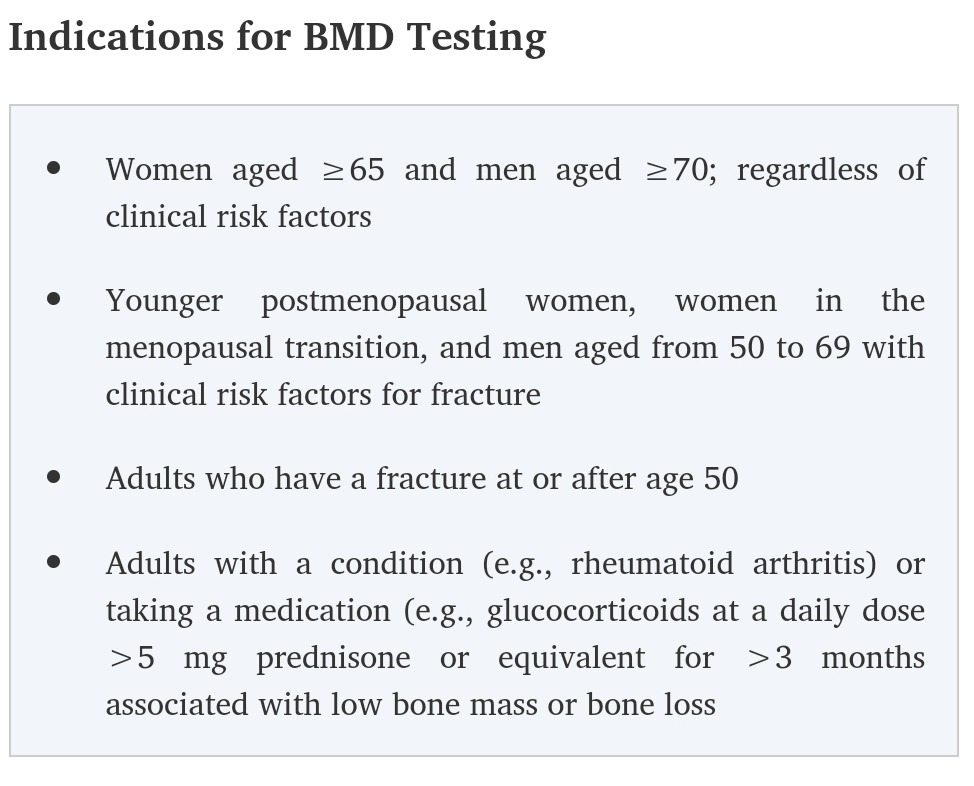 Indications for BMD Testing
• Women aged ≥65 and men aged ≥70; regardless of
clinical risk factors
• Younger postmenopausal women, women in the
menopausal transition, and men aged from 50 to 69 with
clinical risk factors for fracture
• Adults who have a fracture at or after age 50
• Adults with a condition (e.g., rheumatoid arthritis) or
taking a medication (e.g., glucocorticoids at a daily dose
>5 mg prednisone or equivalent for >3 months
associated with low bone mass or bone loss